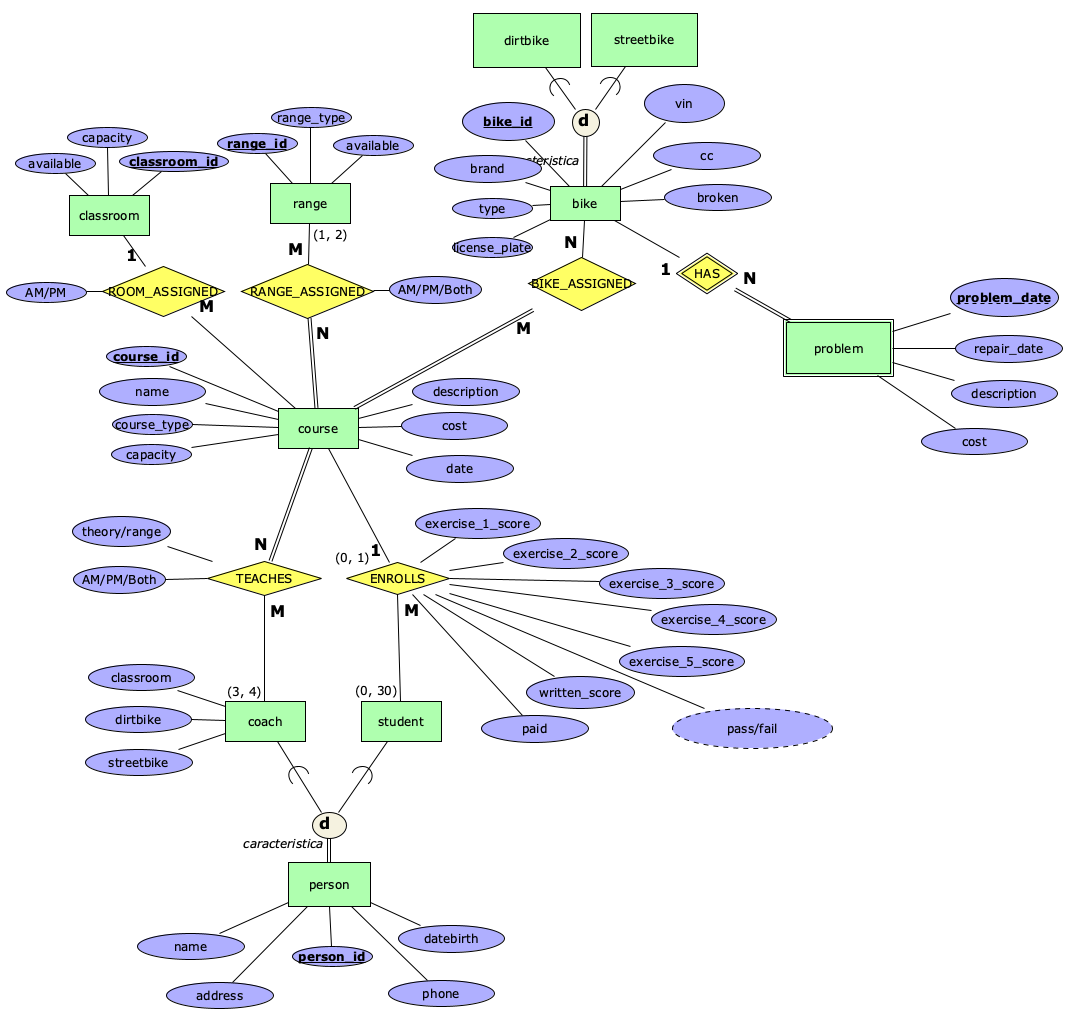 dirtbike
streetbike
d
bike_id
vin
cc
brand
type
broken
license_plate
bike
capacity
available
classroom_id
classroom
range_type
range_id
available
range
(1, 2)
1
M
N
1
N
HAS
AM/PM
ROOM_ASSIGNED
M
RANGE_ASSIGNED
AM/PM/Both
BIKE_ASSIGNED
N
M
problem_date
repair_date
problem
description
cost
course_id
name
course_type
capacity
course
description
cost
date
theory/range
AM/PM/Both
N
TEACHES
M
(0, 1)
1
ENROLLS
M
exercise_1_score
exercise_2_score
exercise_3_score
exercise_4_score
exercise_5_score
written_score
paid
pass/fail
classroom
dirtbike
streetbike
(3, 4)
coach
(0, 30)
student
d
caracteristica
person
name
address
person_id
phone
datebirth